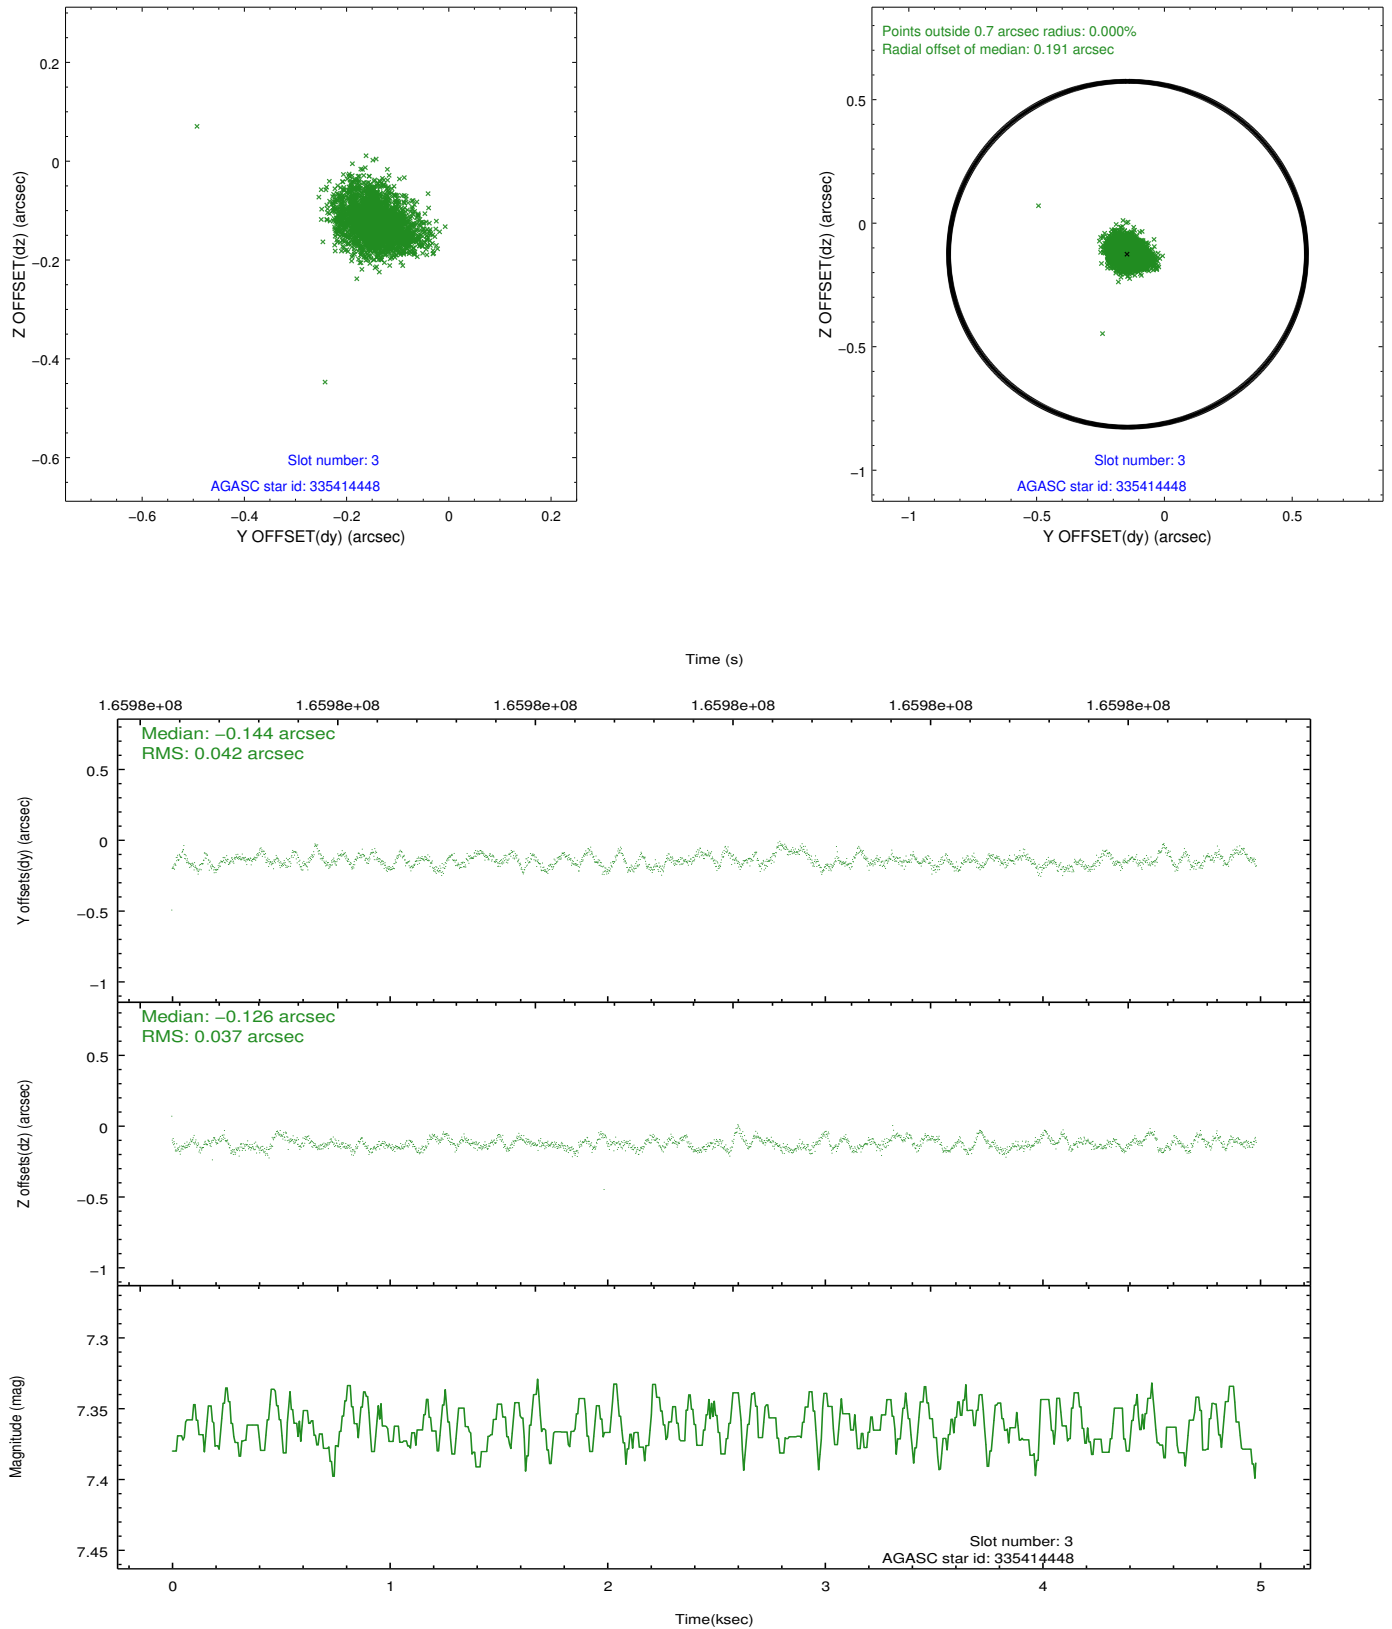 0.2
0
−0.2
−0.4
−0.6
Z OFFSET(dz) (arcsec)
Slot number: 3
AGASC star id: 335414448
−0.6
−0.4
−0.2
0
0.2
Y OFFSET(dy) (arcsec)
Points outside 0.7 arcsec radius: 0.000%
Radial offset of median: 0.191 arcsec
0.5
0
−0.5
−1
Z OFFSET(dz) (arcsec)
Slot number: 3
AGASC star id: 335414448
−1
−0.5
0
0.5
Y OFFSET(dy) (arcsec)
Time (s)
1.6598e+08
1.6598e+08
1.6598e+08
1.6598e+08
1.6598e+08
1.6598e+08
Median: −0.144 arcsec
RMS: 0.042 arcsec
0.5
0
−0.5
−1
Y offsets(dy) (arcsec)
Median: −0.126 arcsec
RMS: 0.037 arcsec
0.5
0
−0.5
−1
Z offsets(dz) (arcsec)
7.3
7.35
7.4
7.45
Magnitude (mag)
Slot number: 3
AGASC star id: 335414448
0
1
2
3
4
5
Time(ksec)